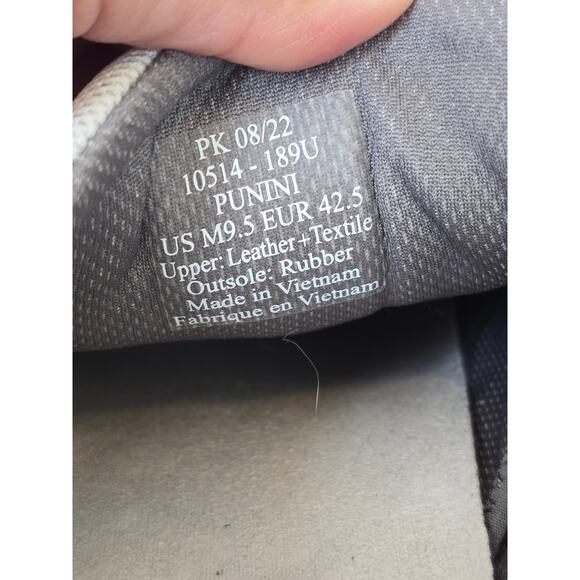 PK 08/22
10514 - 189U
PUNINI
US M9.5 EUR 42.5
Upper: Leather+Textile
Outsole: Rubber
Made in Vietnam
Fabrique en Vietnam